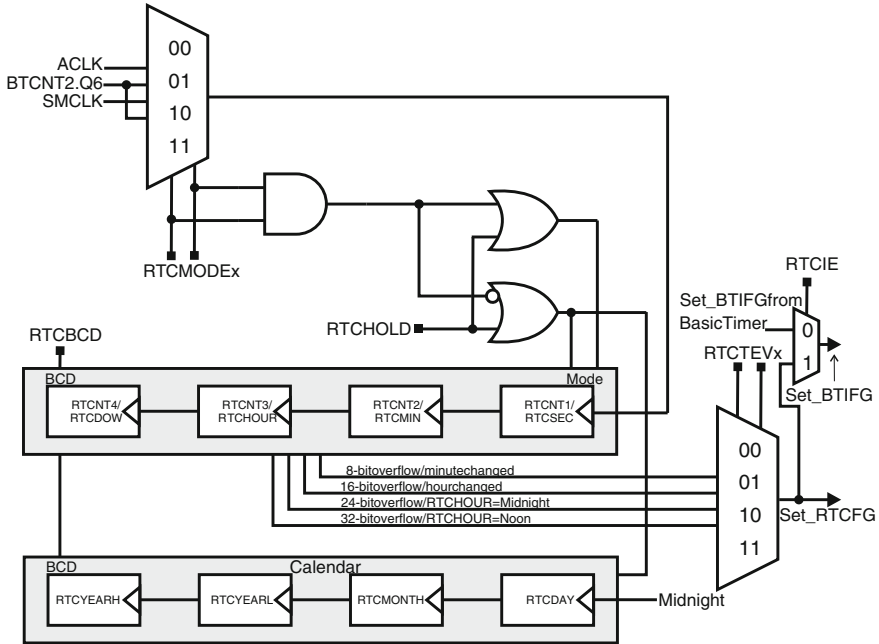 00
ACLK
BTCNT2.Q6
01
SMCLK
10
11
RTCMODEx
RTCIE
Set_BTIFGfrom
BasicTimer
0
RTCHOLD
RTCBCD
RTCTEVx
1
BCD
Mode
Set_BTIFG
RTCNT4/
RTCDOW
RTCNT3/
RTCHOUR
RTCNT2/
RTCMIN
RTCNT1/
RTCSEC
00
8-bitoverflow/minutechanged
01
16-bitoverflow/hourchanged
24-bitoverflow/RTCHOUR=Midnight
10
Set_RTCFG
32-bitoverflow/RTCHOUR=Noon
11
BCD
Calendar
RTCYEARH
RTCYEARL
RTCMONTH
RTCDAY
Midnight